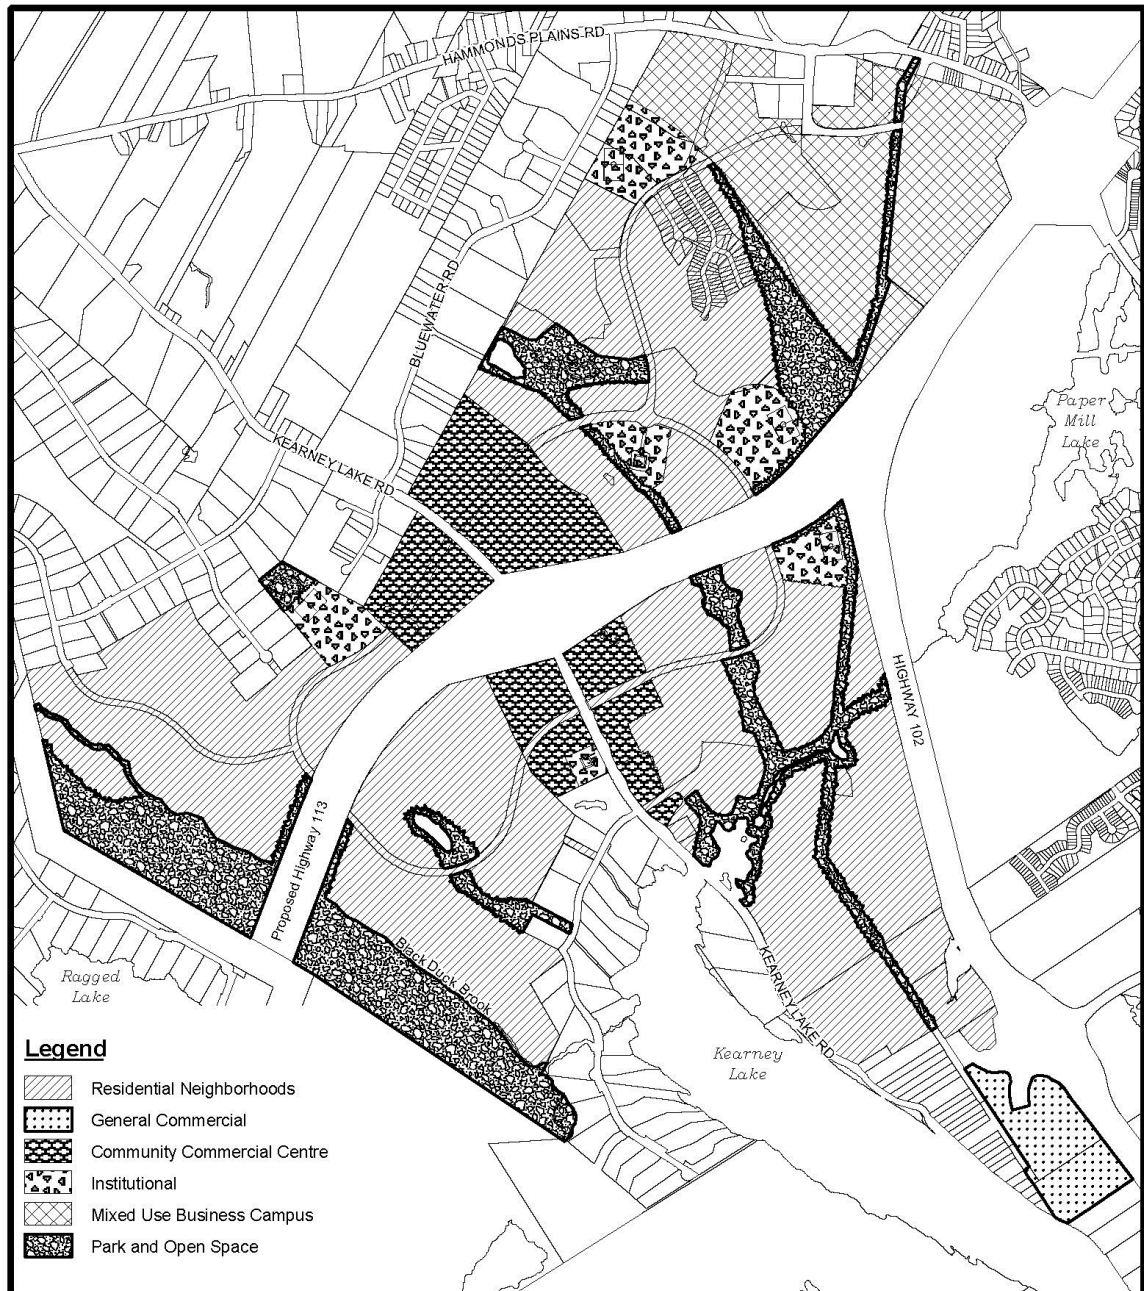 HAMMONDS PLAINS RD
BLUEWATER RD
KEARNEY LAKE RD
Paper
Mill
Lake
HIGHWAY 102
Proposed Highway 113
Black Duck Brook
KEARNEY LAKE RD
Ragged
Lake
Kearney
Lake
Legend
Residential Neighborhoods
General Commercial
Community Commercial Centre
Institutional
Mixed Use Business Campus
Park and Open Space